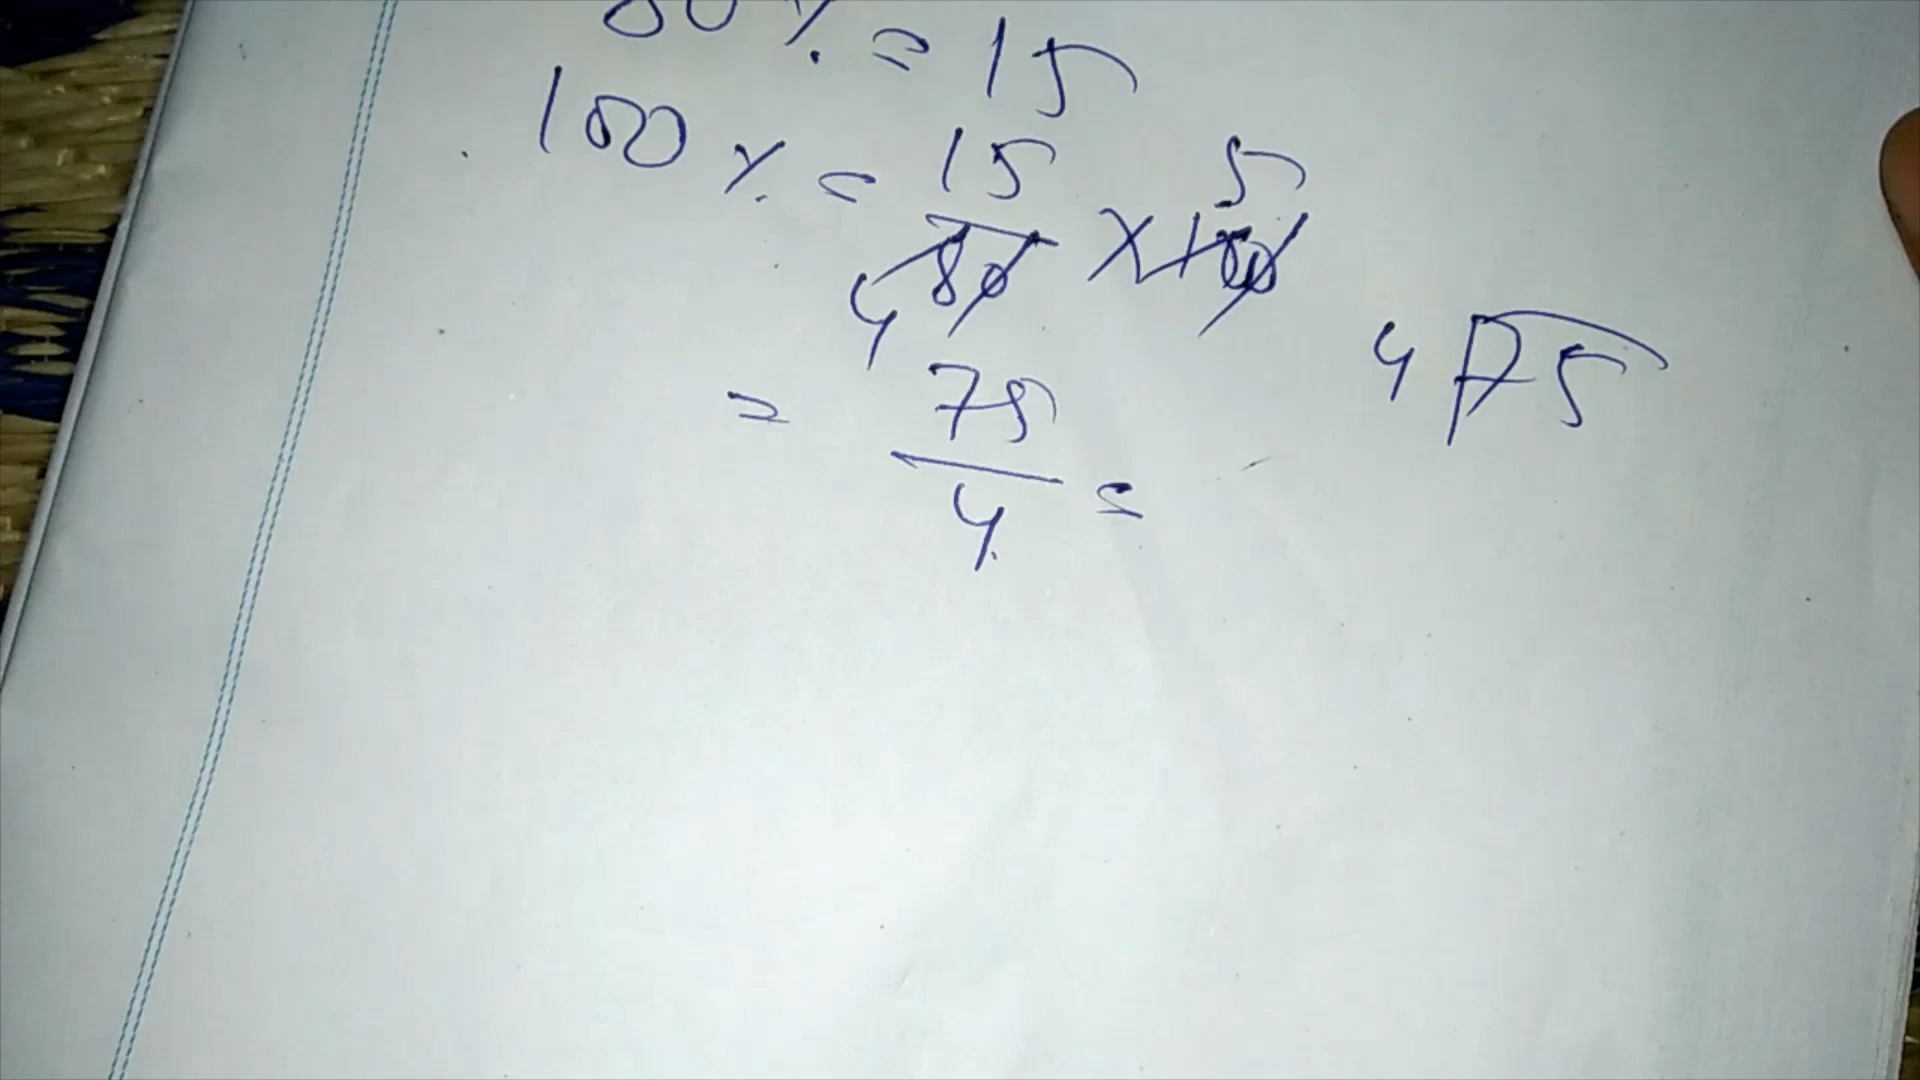 80% = 15
100% = 15/80 × 100
4 5
= 75/4 =
4 75